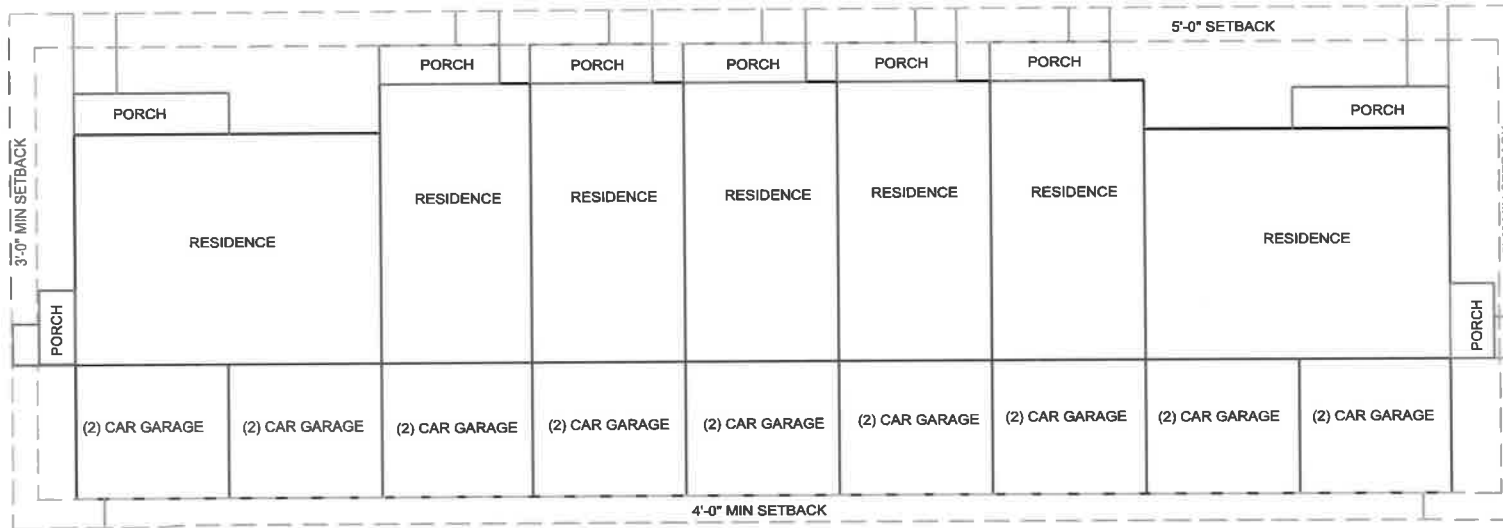 5'-0" SETBACK
PORCH
PORCH
PORCH
PORCH
PORCH
PORCH
PORCH
3'-0" MIN SETBACK
RESIDENCE
RESIDENCE
RESIDENCE
RESIDENCE
RESIDENCE
RESIDENCE
RESIDENCE
PORCH
PORCH
(2) CAR GARAGE
(2) CAR GARAGE
(2) CAR GARAGE
(2) CAR GARAGE
(2) CAR GARAGE
(2) CAR GARAGE
(2) CAR GARAGE
(2) CAR GARAGE
(2) CAR GARAGE
4'-0" MIN SETBACK